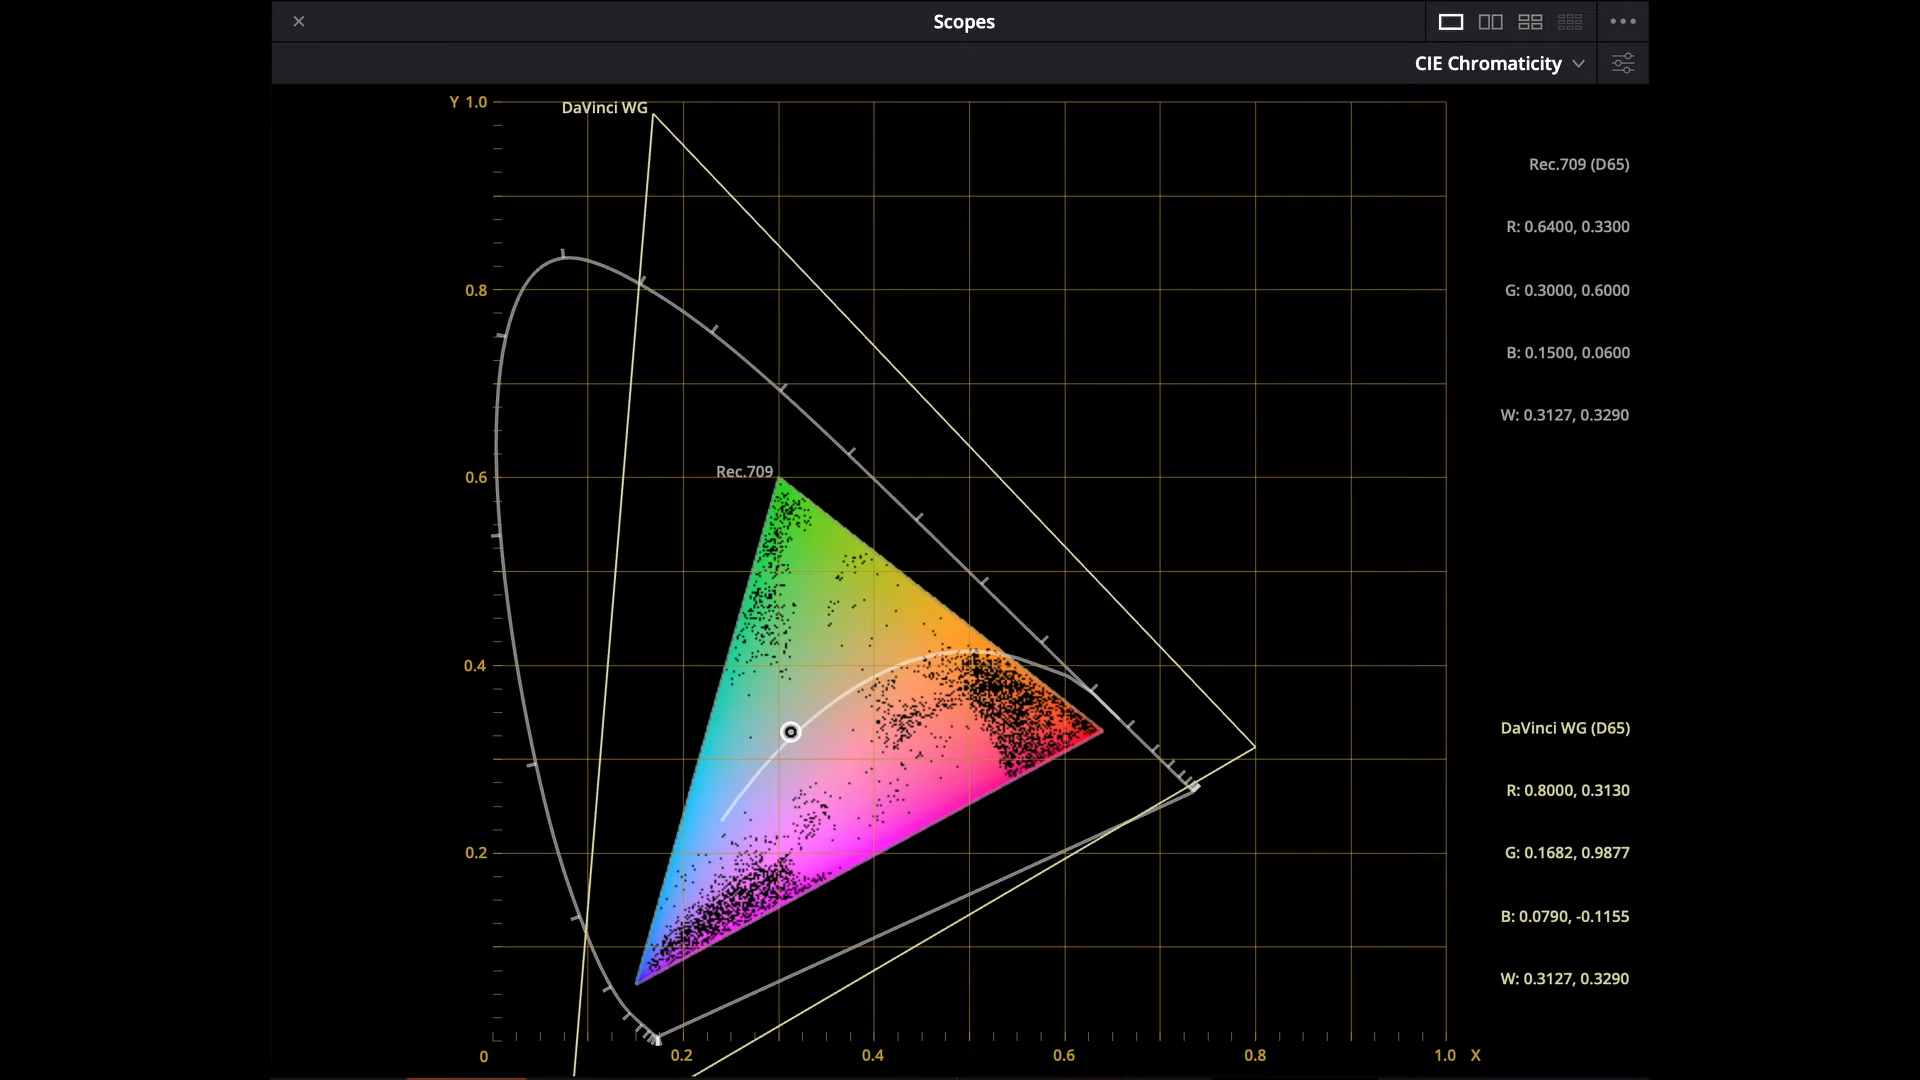 Scopes
CIE Chromaticity
Y 1.0
DaVinci WG
Rec.709 (D65)
R: 0.6400, 0.3300
0.8
G: 0.3000, 0.6000
B: 0.1500, 0.0600
W: 0.3127, 0.3290
Rec.709
0.6
0.4
DaVinci WG (D65)
R: 0.8000, 0.3130
0.2
G: 0.1682, 0.9877
B: 0.0790, -0.1155
W: 0.3127, 0.3290
0 0.2 0.4 0.6 0.8 1.0 X